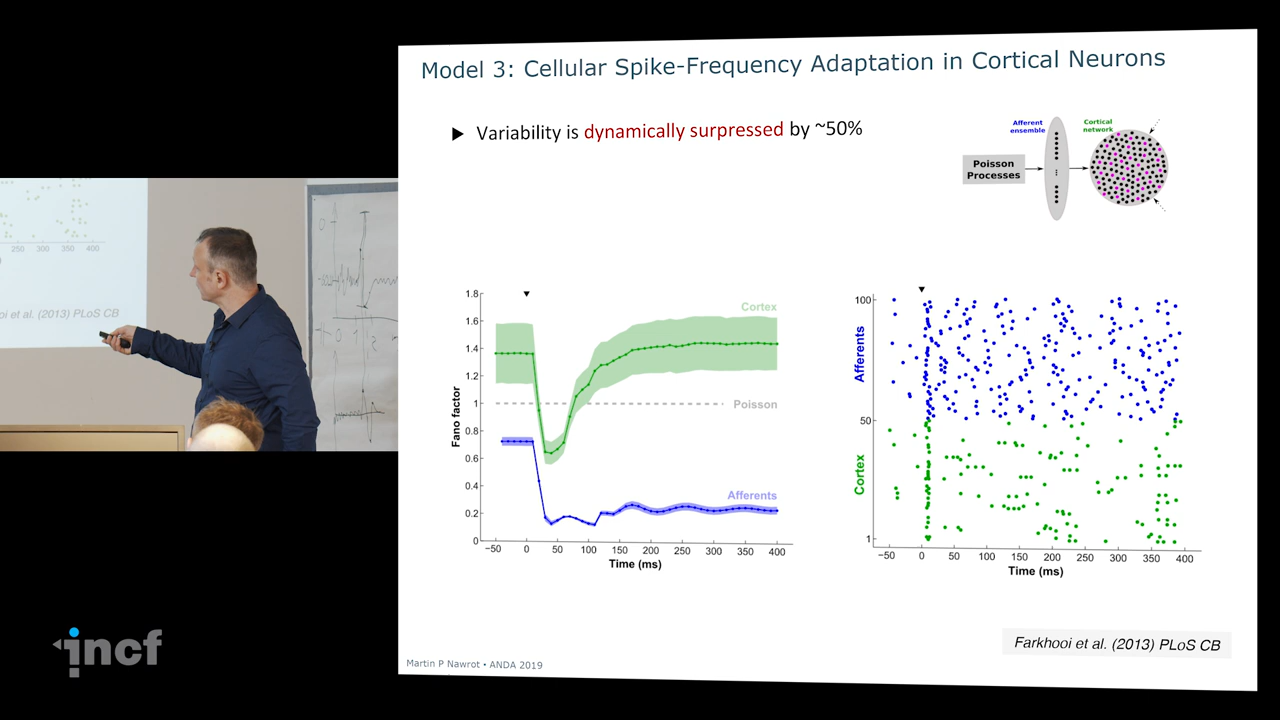 Model 3: Cellular Spike-Frequency Adaptation in Cortical Neurons
▶ Variability is dynamically surpressed by ~50%
Afferent
ensemble
Cortical
network
Poisson
Processes
Fano factor
1.8
1.6
1.4
1.2
1
0.8
0.6
0.4
0.2
0
Cortex
Poisson
Afferents
−50 0 50 100 150 200 250 300 350 400
Time (ms)
Afferents
Cortex
100
50
1
−50 0 50 100 150 200 250 300 350 400
Time (ms)
Farkhooi et al. (2013) PLoS CB
Martin P Nawrot • ANDA 2019
250 300 350 400
oi et al. (2013) PLoS CB
incf